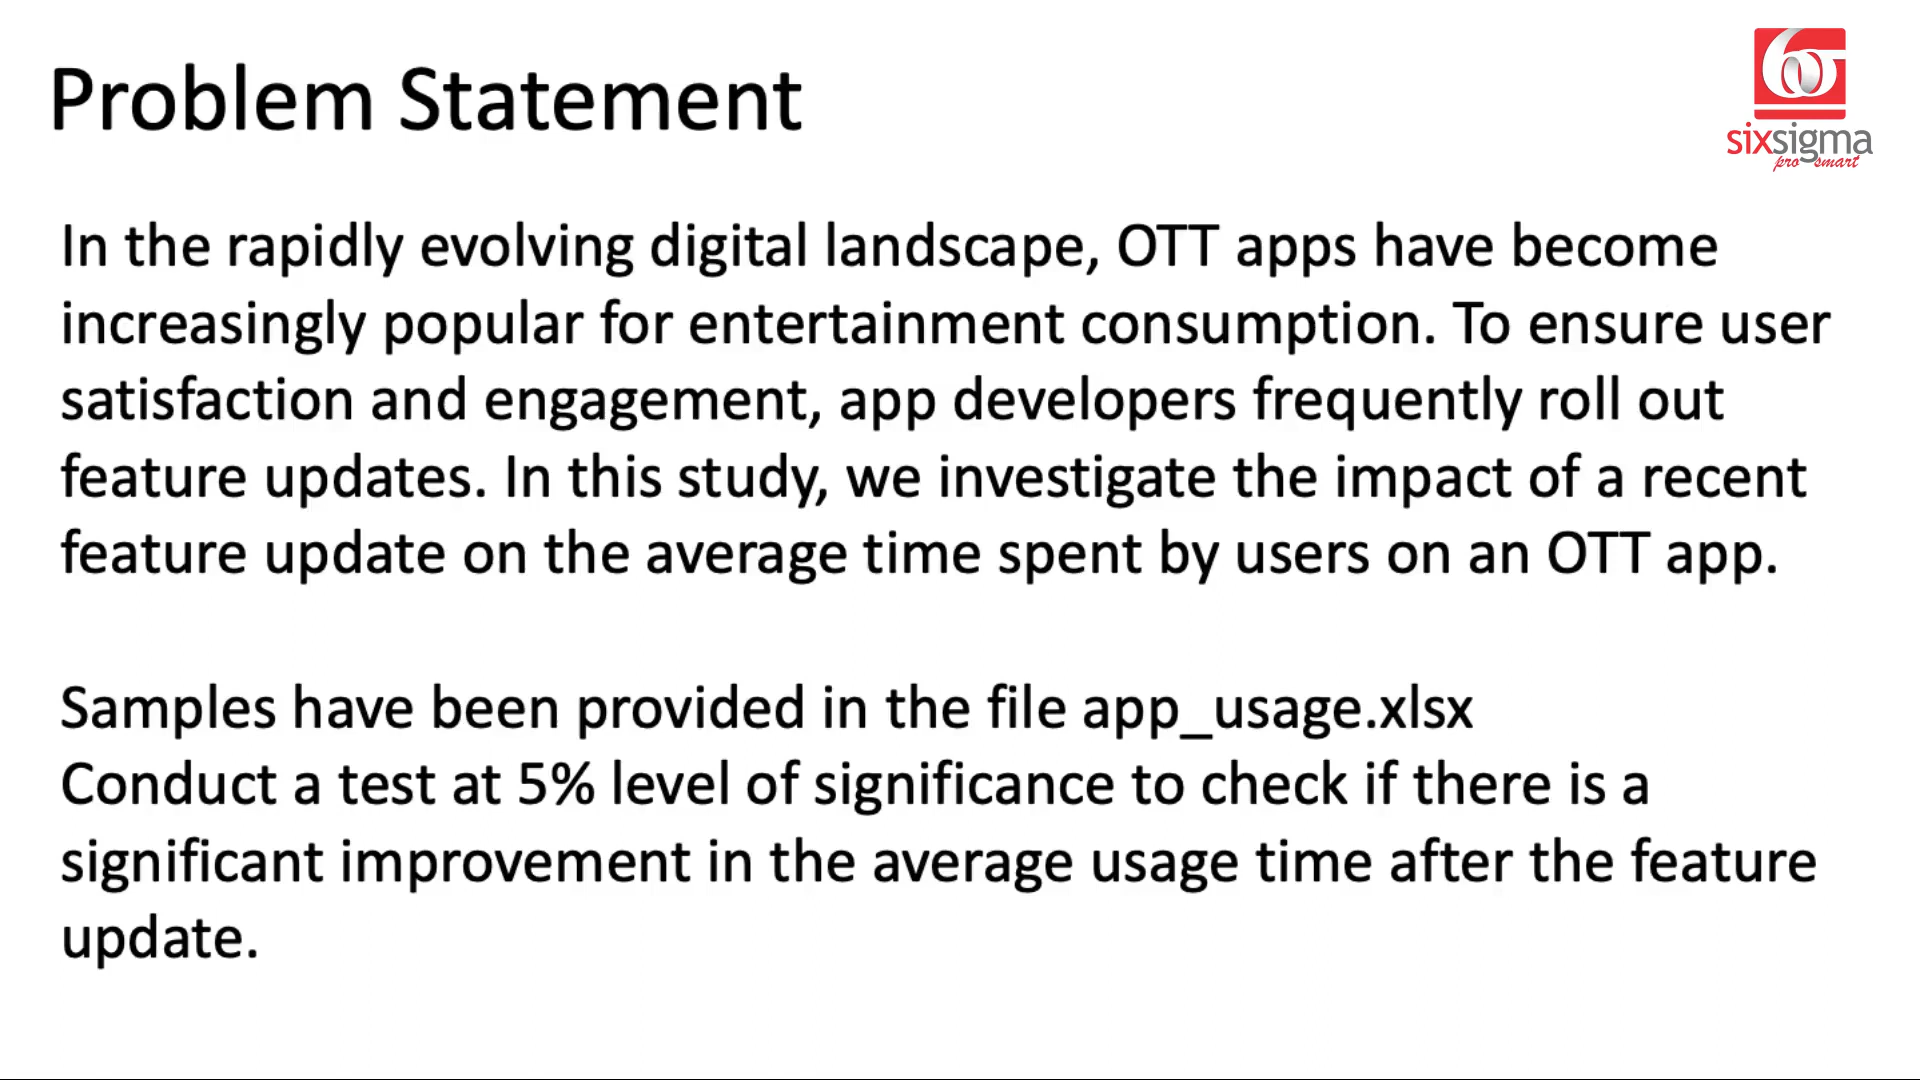 Problem Statement
sixsigma
pro smart
In the rapidly evolving digital landscape, OTT apps have become
increasingly popular for entertainment consumption. To ensure user
satisfaction and engagement, app developers frequently roll out
feature updates. In this study, we investigate the impact of a recent
feature update on the average time spent by users on an OTT app.
Samples have been provided in the file app_usage.xlsx
Conduct a test at 5% level of significance to check if there is a
significant improvement in the average usage time after the feature
update.